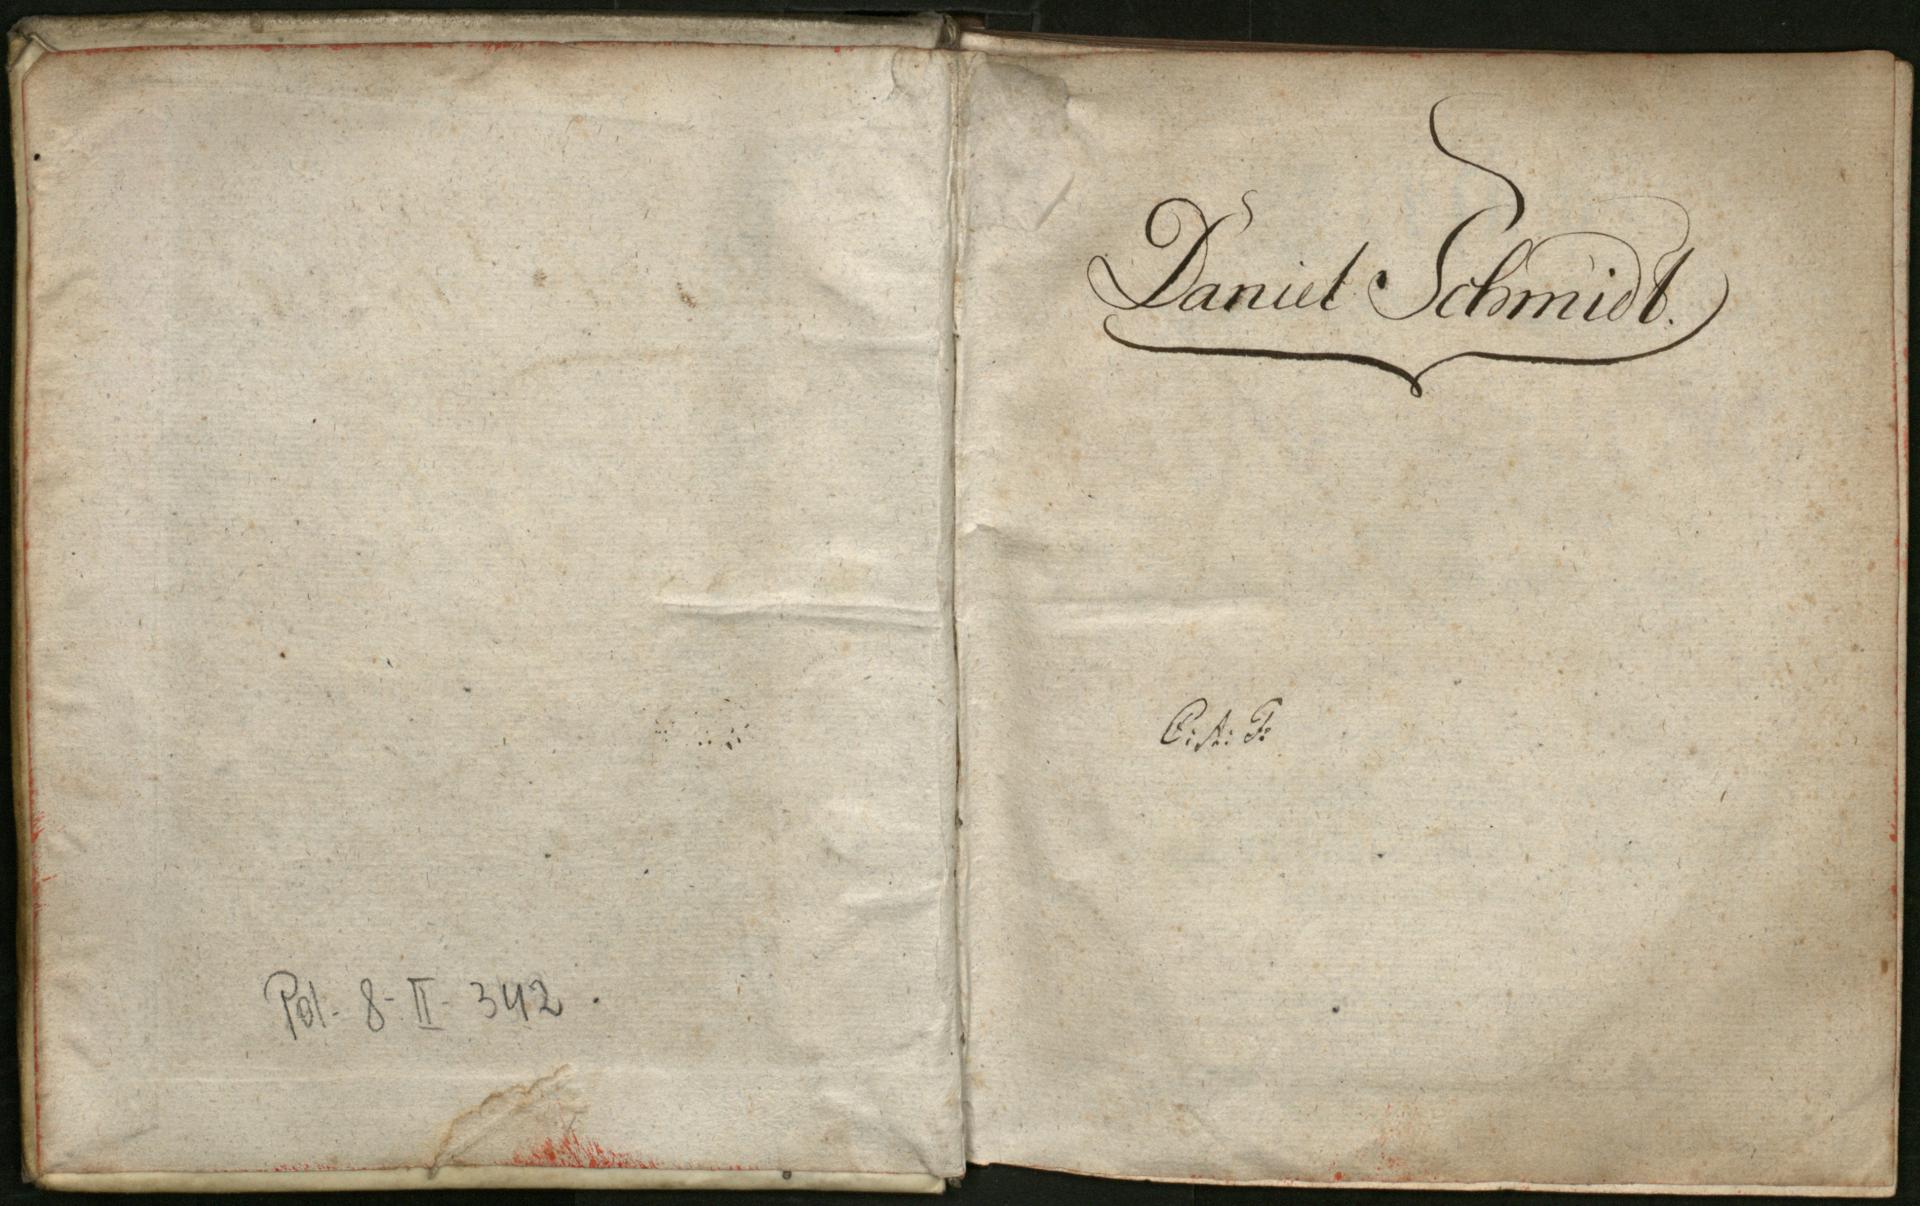 Pol. 8-II-342.
Daniel Schmidt.